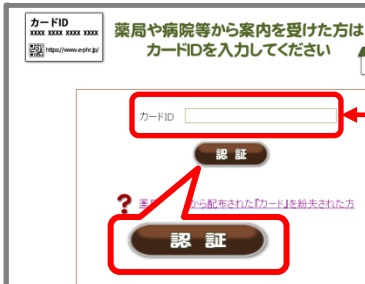 カードID
xxxx xxxx xxxx xxxx
https://www.e-phr.jp/
薬局や病院等から案内を受けた方は
カードIDを入力してください
カードID
認 証
薬 から配布された『カード』を紛失された方
認 証